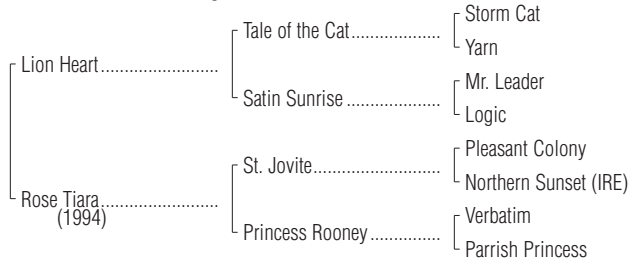 Storm Cat
Tale of the Cat..................
Yarn
Lion Heart........................
Mr. Leader
Satin Sunrise ...................
Logic
Pleasant Colony
St. Jovite.........................
Northern Sunset (IRE)
Rose Tiara........................
(1994)
Verbatim
Princess Rooney ..............
Parrish Princess